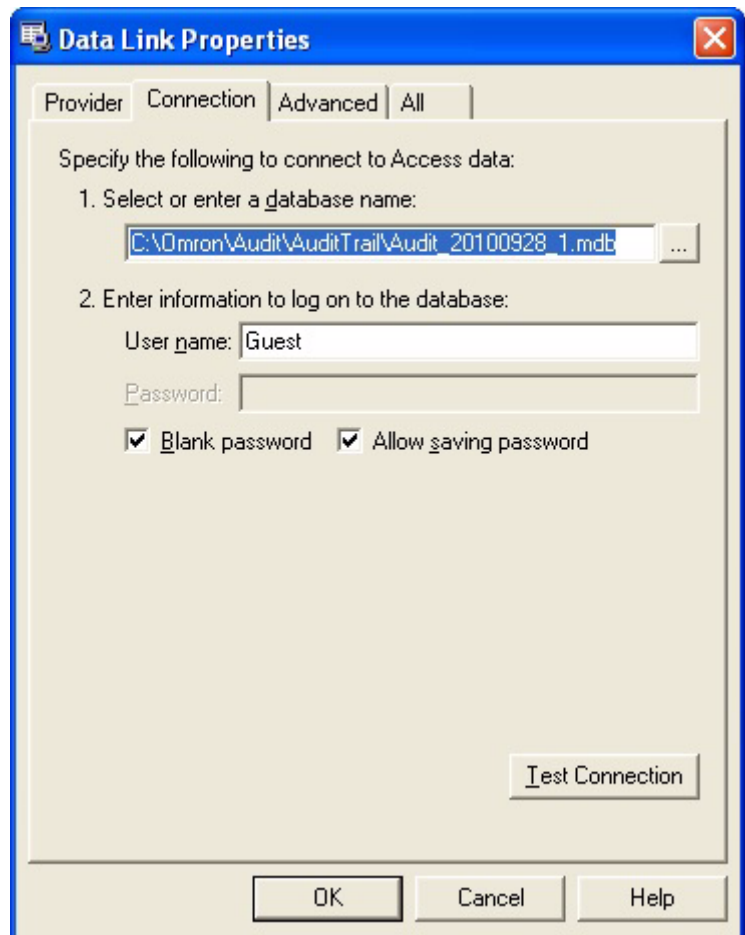 Data Link Properties
Provider Connection Advanced All
Specify the following to connect to Access data:
1. Select or enter a database name:
C:\Omron\Audit\AuditTrail\Audit_20100928_1.mdb ...
2. Enter information to log on to the database:
User name: Guest
Password:
Blank password Allow saving password
Test Connection
OK Cancel Help